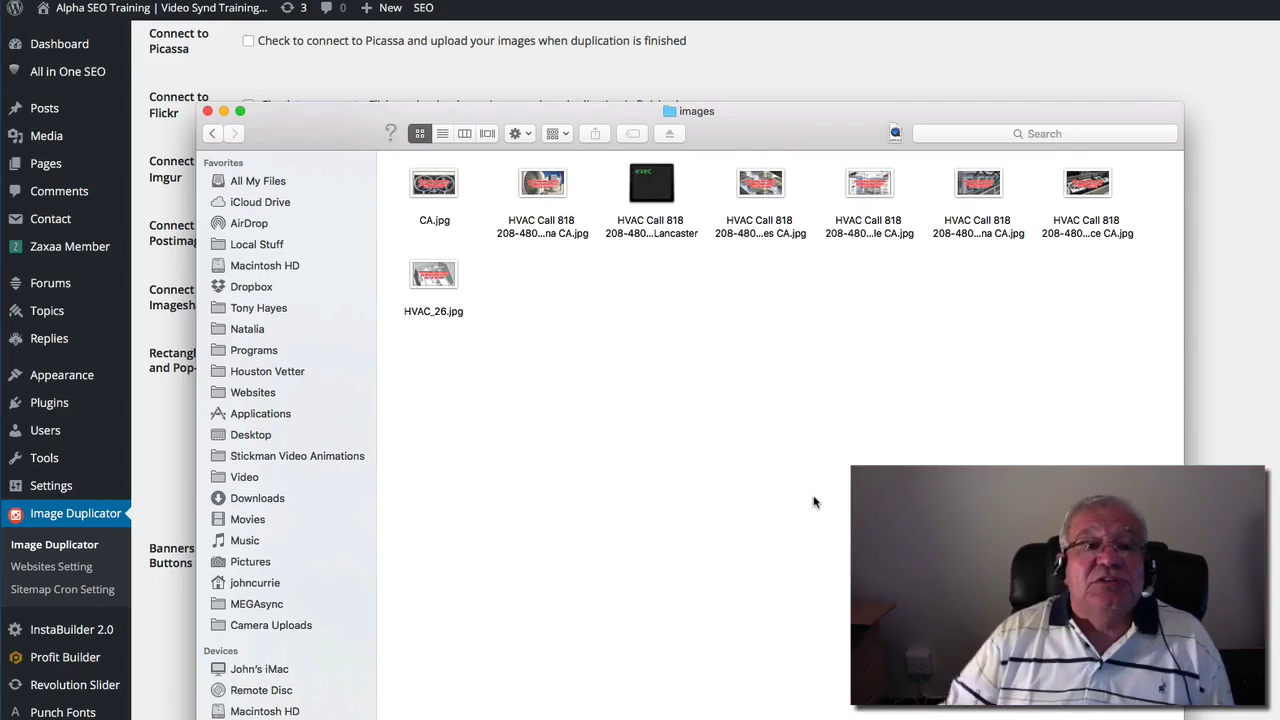 Alpha SEO Training | Video Synd Training...
3
0
New
SEO
Dashboard
All in One SEO
Posts
Media
Pages
Comments
Contact
Zaxaa Member
Forums
Topics
Replies
Appearance
Plugins
Users
Tools
Settings
Image Duplicator
Image Duplicator
Websites Setting
Sitemap Cron Setting
InstaBuilder 2.0
Profit Builder
Revolution Slider
Punch Fonts
Connect to
Picassa
Check to connect to Picassa and upload your images when duplication is finished
Connect to
Flickr
Connect
Imgur
Connect
Postimag
Connect
Imagesh
Rectangl
and Pop-
Banners
Buttons
images
Search
Favorites
All My Files
iCloud Drive
AirDrop
Local Stuff
Macintosh HD
Dropbox
Tony Hayes
Natalia
Programs
Houston Vetter
Websites
Applications
Desktop
Stickman Video Animations
Video
Downloads
Movies
Music
Pictures
johncurrie
MEGAsync
Camera Uploads
Devices
John's iMac
Remote Disc
Macintosh HD
exec
CA.jpg
HVAC Call 818
208-480...na CA.jpg
HVAC Call 818
208-480...Lancaster
HVAC Call 818
208-480...es CA.jpg
HVAC Call 818
208-480...le CA.jpg
HVAC Call 818
208-480...na CA.jpg
HVAC Call 818
208-480...ce CA.jpg
HVAC_26.jpg